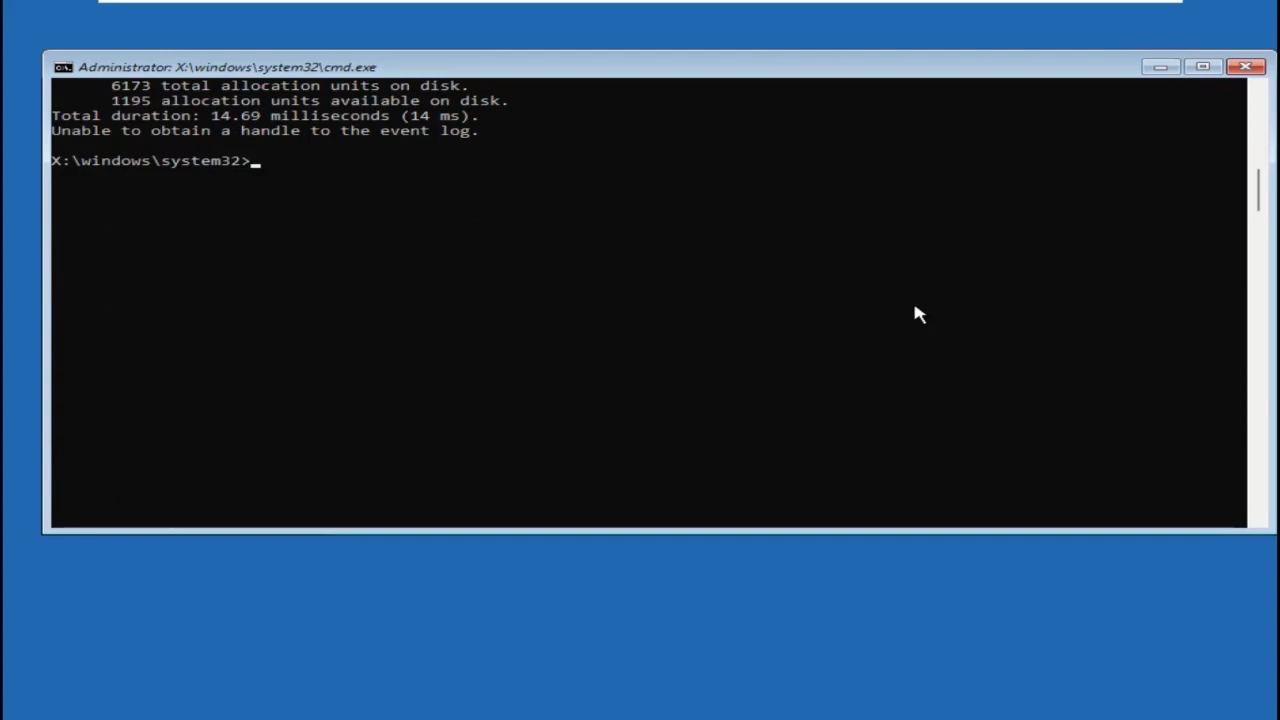 Administrator: X:\windows\system32\cmd.exe
6173 total allocation units on disk.
1195 allocation units available on disk.
Total duration: 14.69 milliseconds (14 ms).
Unable to obtain a handle to the event log.
X:\windows\system32>